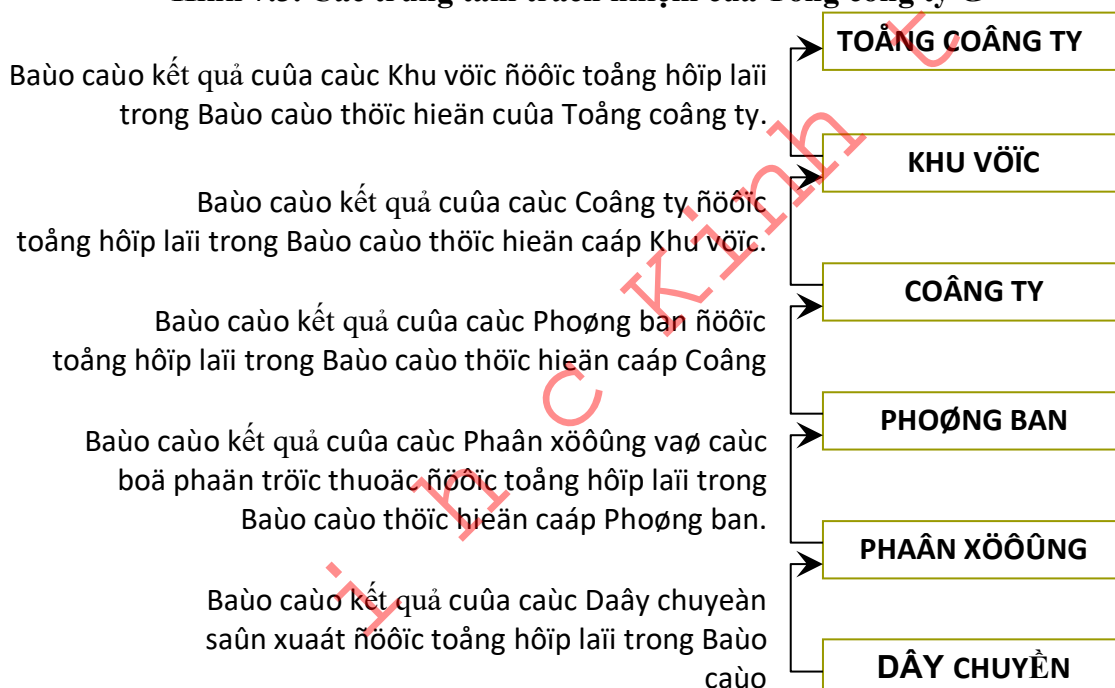 TOÅNG COÂNG TY
Baùo caùo kết quả cuûa caùc Khu vöïc ñöôïc toång hôïp laïi
trong Baùo caùo thöïc hieän cuûa Toång coâng ty.
KHU VÖÏC
Baùo caùo kết quả cuûa caùc Coâng ty ñöôïc
toång hôïp laïi trong Baùo caùo thöïc hieän caáp Khu vöïc.
COÂNG TY
Baùo caùo kết quả cuûa caùc Phoøng ban ñöôïc
toång hôïp laïi trong Baùo caùo thöïc hieän caáp Coâng
PHOØNG BAN
Baùo caùo kết quả cuûa caùc Phaân xöôûng vaø caùc
boä phaän tröïc thuoäc ñöôïc toång hôïp laïi trong
Baùo caùo thöïc hieän caáp Phoøng ban.
PHAÂN XÖÔÛNG
Baùo caùo kết quả cuûa caùc Daây chuyeàn
saûn xuaát ñöôïc toång hôïp laïi trong Baùo
caùo
DÂY CHUYỀN
i h c Kinh t